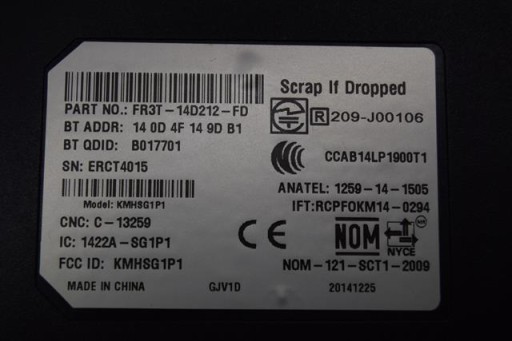 Scrap If Dropped
PART NO.: FR3T-14D212-FD
BT ADDR: 14 0D 4F 14 9D B1
BT QDID: B017701
SN: ERCT4015
Model: KMHSG1P1
CNC: C-13259
IC: 1422A-SG1P1
FCC ID: KMHSG1P1
MADE IN CHINA
GJV1D
R 209-J00106
CCAB14LP1900T1
ANATEL: 1259-14-1505
IFT:RCPFOKM14-0294
CE
NOM
NYCE
NOM-121-SCT1-2009
20141225